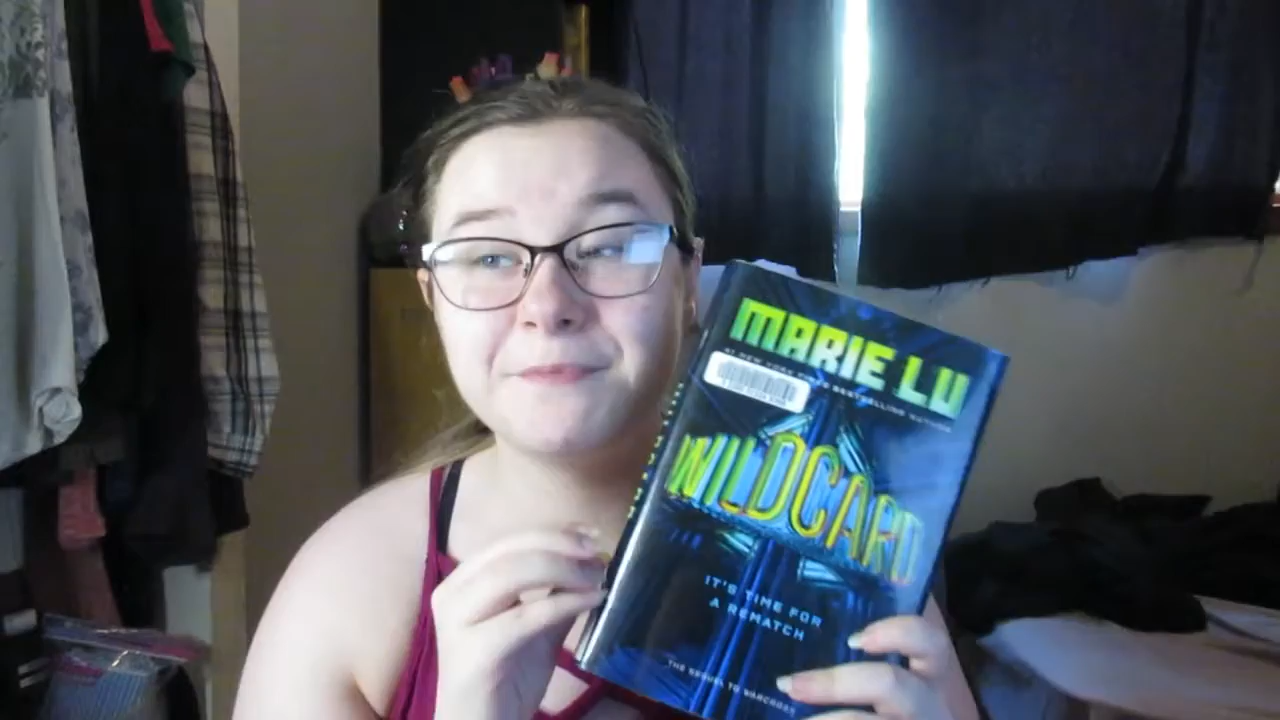 MARIE LU
#1 NEW YORK TIMES BESTSELLING AUTHOR
WILDCARD
IT'S TIME FOR
A REMATCH
THE SEQUEL TO WARCROSS